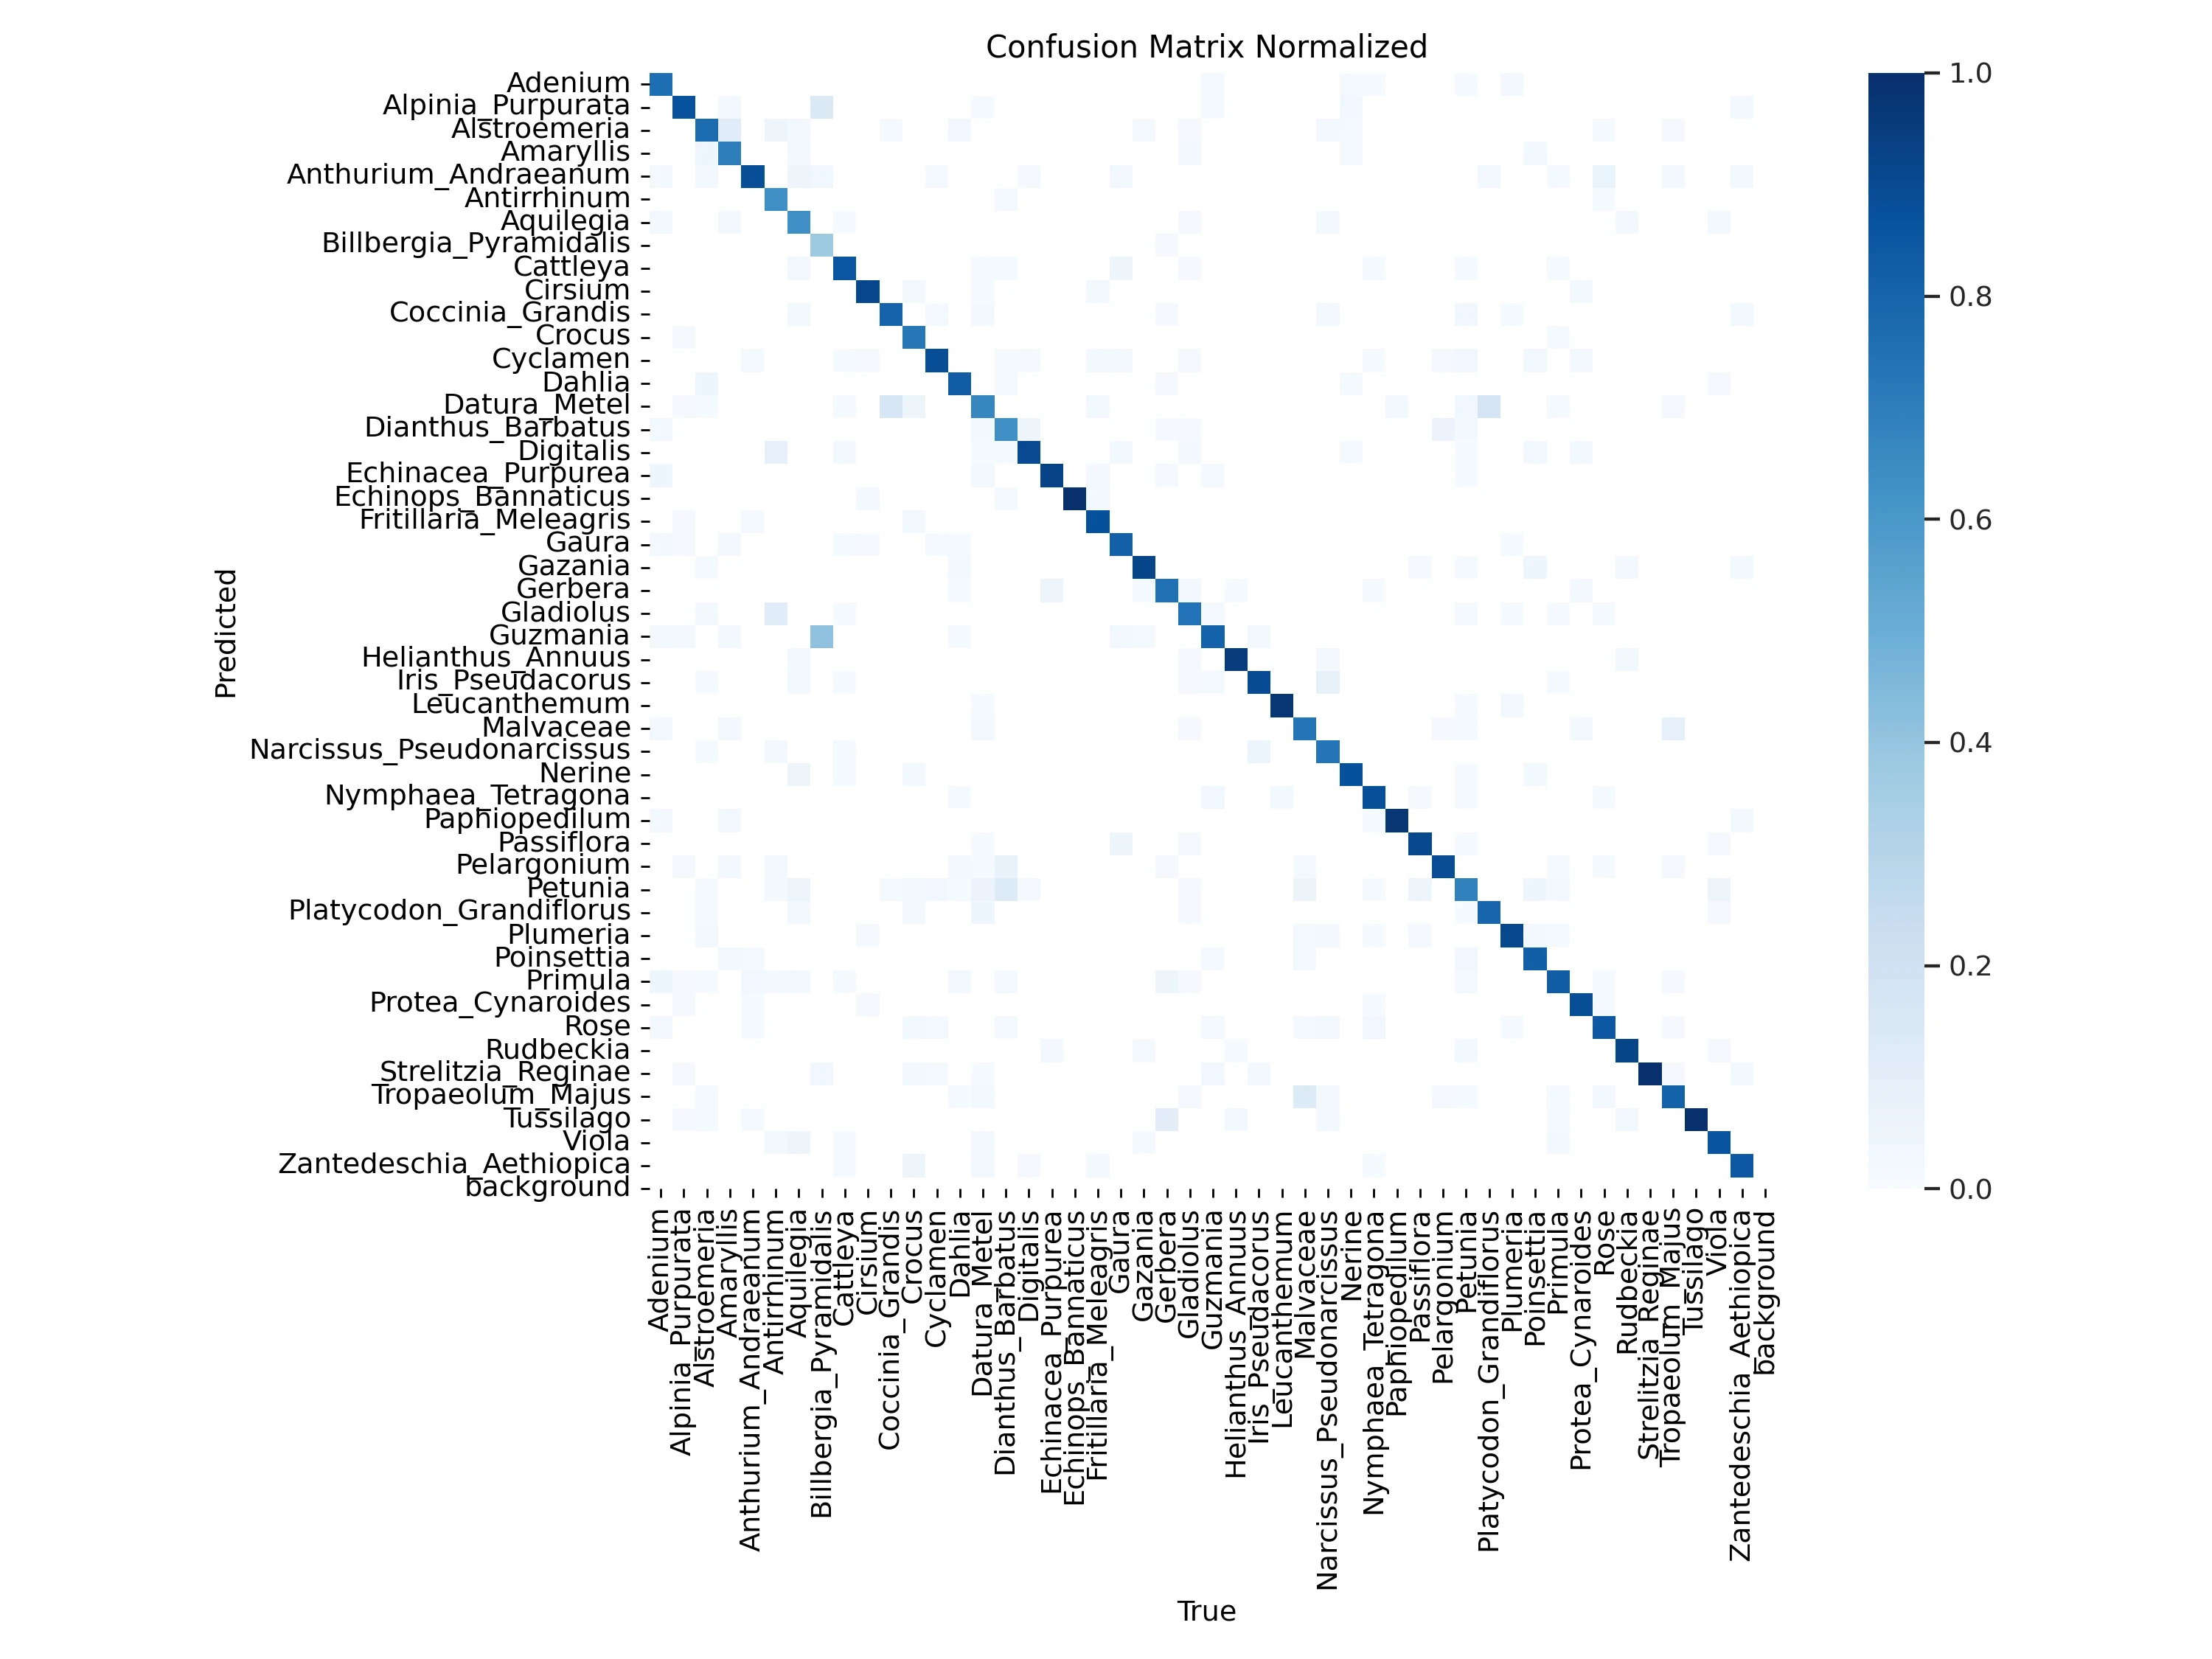 Confusion Matrix Normalized
Adenium
Alpinia_Purpurata
Alstroemeria
Amaryllis
Anthurium_Andraeanum
Antirrhinum
Aquilegia
Billbergia_Pyramidalis
Cattleya
Cirsium
Coccinia_Grandis
Crocus
Cyclamen
Dahlia
Datura_Metel
Dianthus_Barbatus
Digitalis
Echinacea_Purpurea
Echinops_Bannaticus
Fritillaria_Meleagris
Gaura
Gazania
Gerbera
Gladiolus
Guzmania
Helianthus_Annuus
Iris_Pseudacorus
Leucanthemum
Malvaceae
Narcissus_Pseudonarcissus
Nerine
Nymphaea_Tetragona
Paphiopedilum
Passiflora
Pelargonium
Petunia
Platycodon_Grandiflorus
Plumeria
Poinsettia
Primula
Protea_Cynaroides
Rose
Rudbeckia
Strelitzia_Reginae
Tropaeolum_Majus
Tussilago
Viola
Zantedeschia_Aethiopica
background
Predicted
Adenium
Alpinia_Purpurata
Alstroemeria
Amaryllis
Anthurium_Andraeanum
Antirrhinum
Aquilegia
Billbergia_Pyramidalis
Cattleya
Cirsium
Coccinia_Grandis
Crocus
Cyclamen
Dahlia
Datura_Metel
Dianthus_Barbatus
Digitalis
Echinacea_Purpurea
Echinops_Bannaticus
Fritillaria_Meleagris
Gaura
Gazania
Gerbera
Gladiolus
Guzmania
Helianthus_Annuus
Iris_Pseudacorus
Leucanthemum
Malvaceae
Narcissus_Pseudonarcissus
Nerine
Nymphaea_Tetragona
Paphiopedilum
Passiflora
Pelargonium
Petunia
Platycodon_Grandiflorus
Plumeria
Poinsettia
Primula
Protea_Cynaroides
Rose
Rudbeckia
Strelitzia_Reginae
Tropaeolum_Majus
Tussilago
Viola
Zantedeschia_Aethiopica
background
True
1.0
0.8
0.6
0.4
0.2
0.0